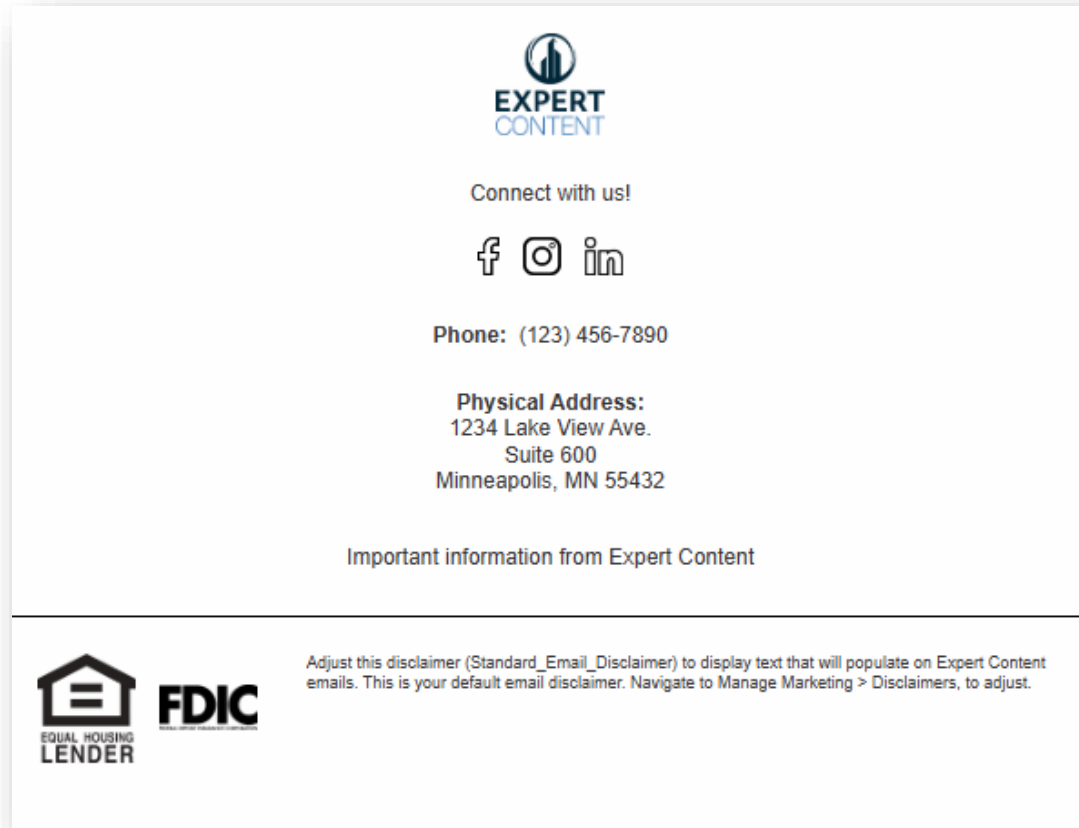 EXPERT
CONTENT
Connect with us!
Phone: (123) 456-7890
Physical Address:
1234 Lake View Ave.
Suite 600
Minneapolis, MN 55432
Important information from Expert Content
EQUAL HOUSING
LENDER
FDIC
Adjust this disclaimer (Standard_Email_Disclaimer) to display text that will populate on Expert Content
emails. This is your default email disclaimer. Navigate to Manage Marketing > Disclaimers, to adjust.